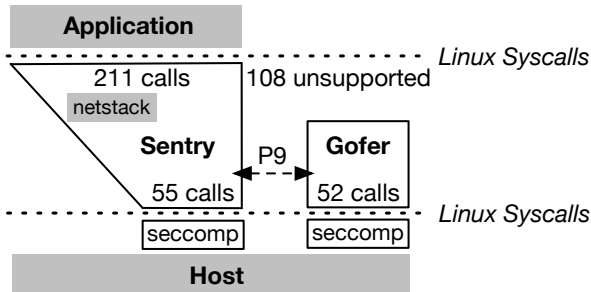 Application
Linux Syscalls
211 calls
108 unsupported
netstack
Sentry
P9
Gofer
55 calls
52 calls
Linux Syscalls
seccomp
seccomp
Host